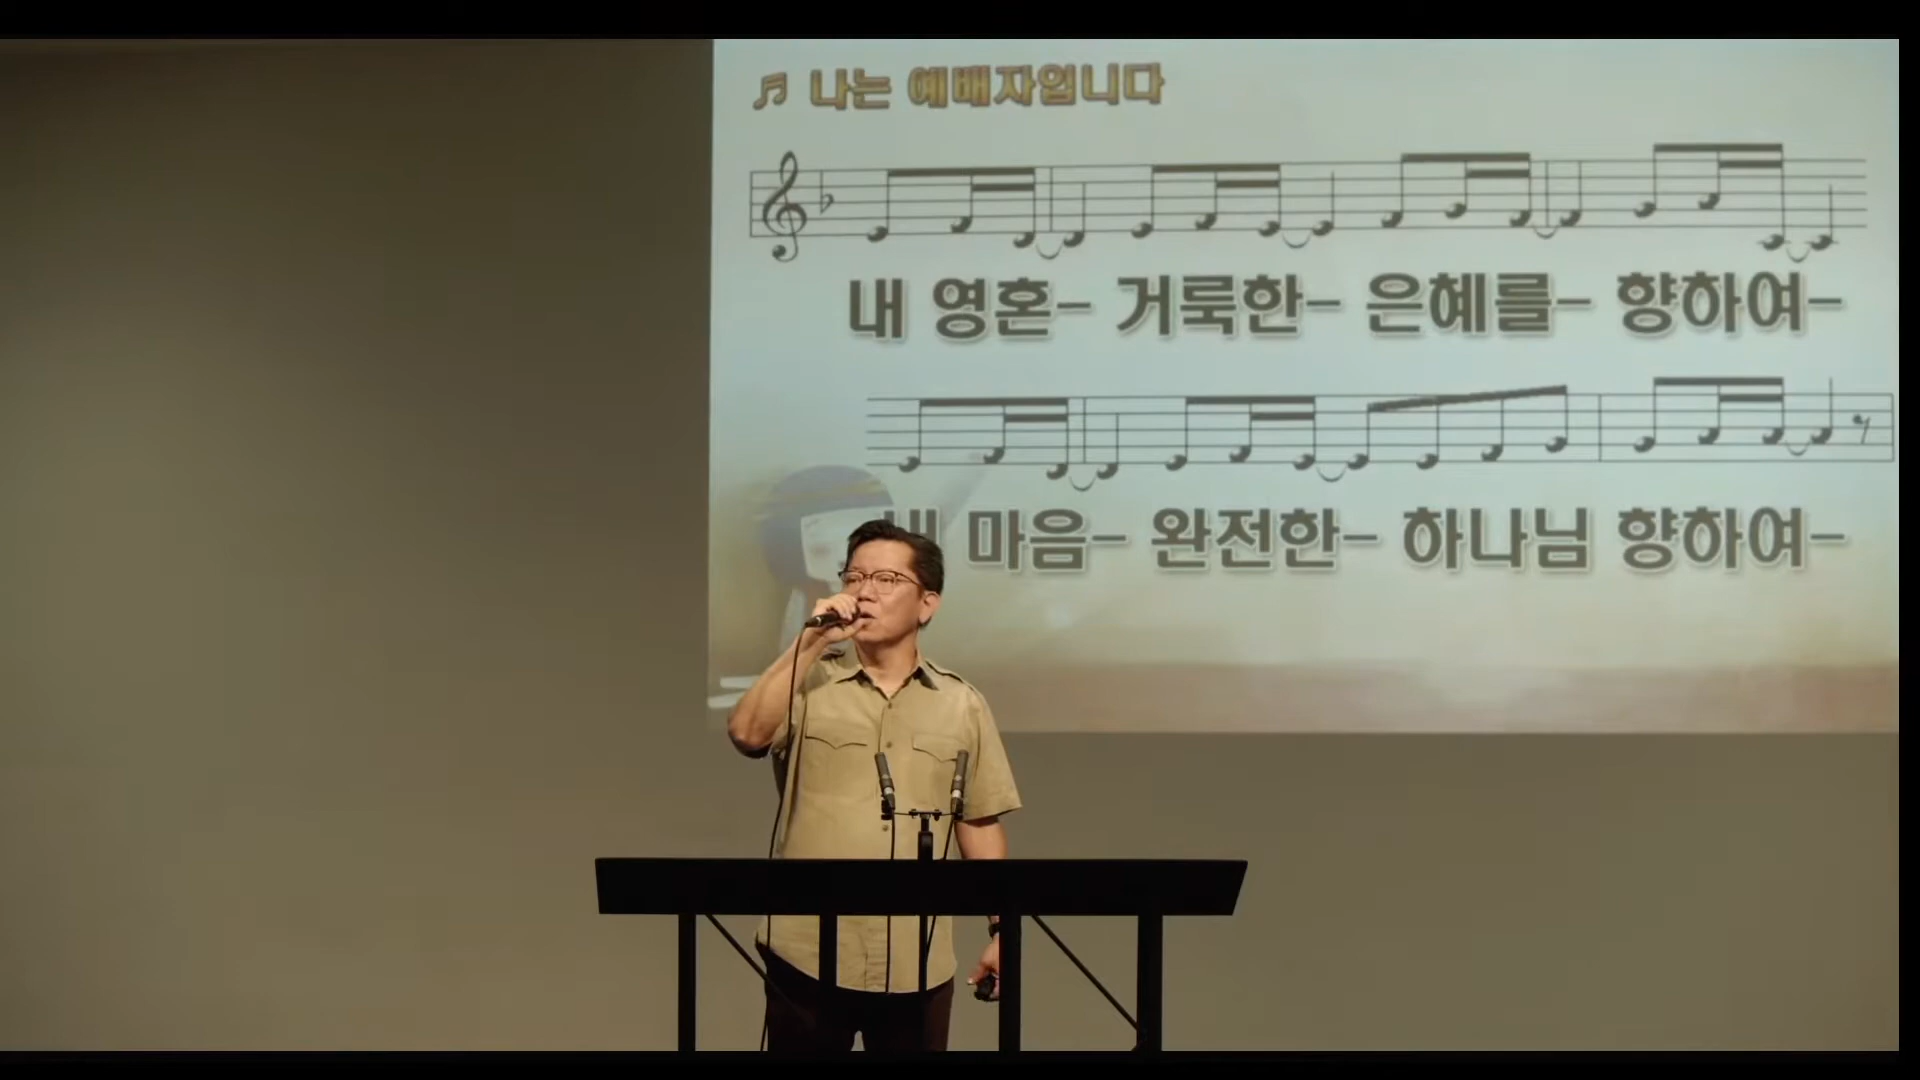 나는 예배자입니다
내 영혼- 거룩한- 은혜를- 향하여-
내 마음- 완전한- 하나님 향하여-